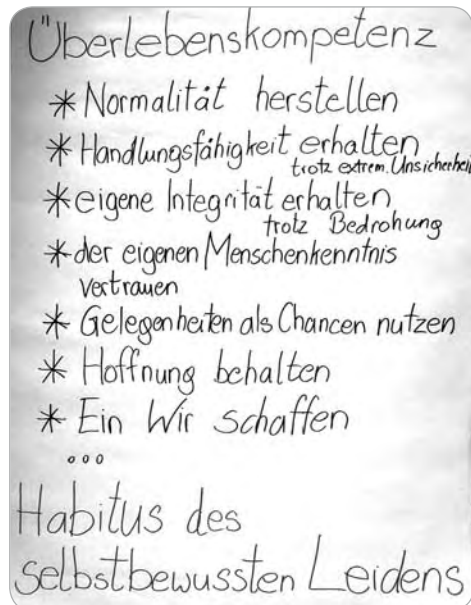 Überlebenskompetenz
* Normalität herstellen
* Handlungsfähigkeit erhalten
trotz extrem. Unsicherheit
* eigene Integrität erhalten
trotz Bedrohung
* der eigenen Menschenkenntnis
vertrauen
* Gelegenheiten als Chancen nutzen
* Hoffnung behalten
* Ein Wir schaffen
ooo
Habitus des
selbstbewussten Leidens